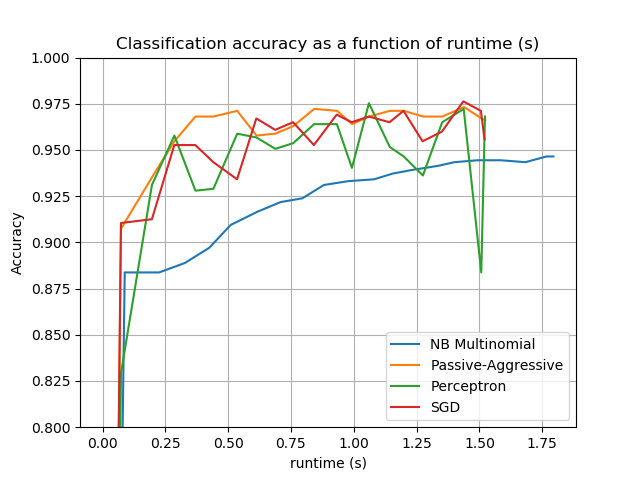 Classification accuracy as a function of runtime (s)
1.000
0.975
0.950
0.925
0.900
0.875
0.850
0.825
0.800
Accuracy
NB Multinomial
Passive-Aggressive
Perceptron
SGD
0.00 0.25 0.50 0.75 1.00 1.25 1.50 1.75
runtime (s)